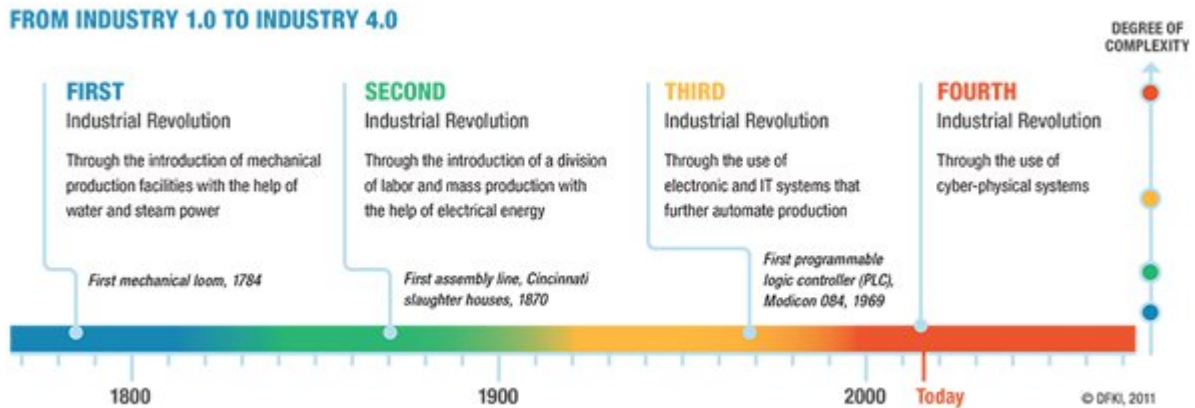 FROM INDUSTRY 1.0 TO INDUSTRY 4.0
DEGREE OF
COMPLEXITY
FIRST
Industrial Revolution
Through the introduction of mechanical
production facilities with the help of
water and steam power
First mechanical loom, 1784
SECOND
Industrial Revolution
Through the introduction of a division
of labor and mass production with
the help of electrical energy
First assembly line, Cincinnati
slaughter houses, 1870
THIRD
Industrial Revolution
Through the use of
electronic and IT systems that
further automate production
First programmable
logic controller (PLC),
Modicon 084, 1969
FOURTH
Industrial Revolution
Through the use of
cyber-physical systems
1800
1900
2000
Today
© DFKI, 2011